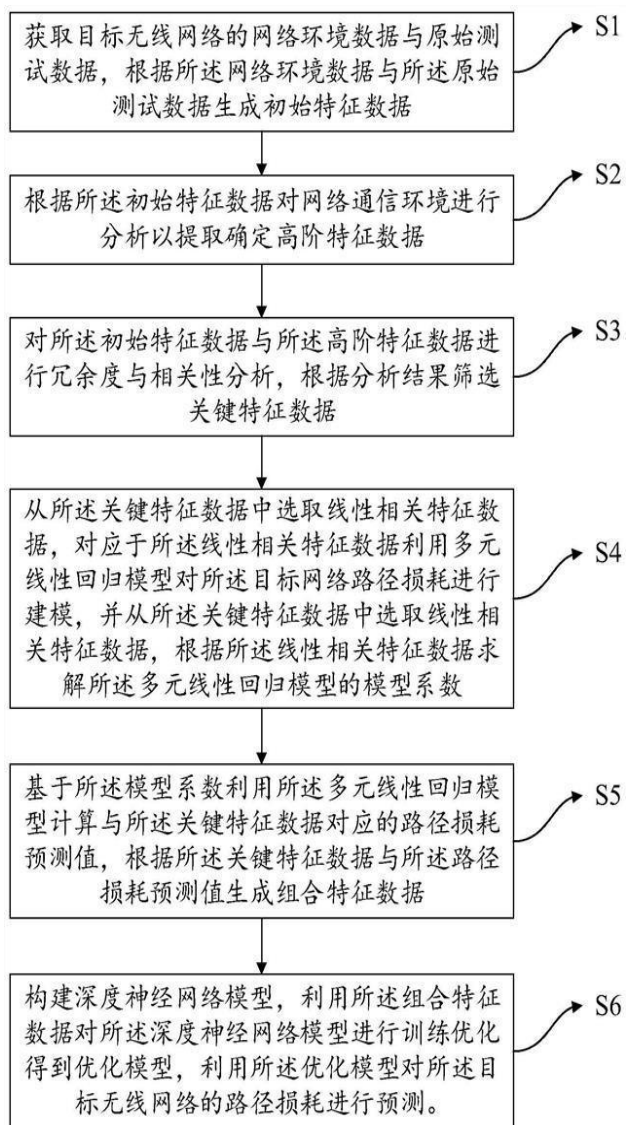 获取目标无线网络的网络环境数据与原始测
试数据，根据所述网络环境数据与所述原始
测试数据生成初始特征数据
S1
根据所述初始特征数据对网络通信环境进行
分析以提取确定高阶特征数据
S2
对所述初始特征数据与所述高阶特征数据进
行冗余度与相关性分析，根据分析结果筛选
关键特征数据
S3
从所述关键特征数据中选取线性相关特征数
据，对应于所述线性相关特征数据利用多元
线性回归模型对所述目标网络路径损耗进行
建模，并从所述关键特征数据中选取线性相
关特征数据，根据所述线性相关特征数据求
解所述多元线性回归模型的模型系数
S4
基于所述模型系数利用所述多元线性回归模
型计算与所述关键特征数据对应的路径损耗
预测值，根据所述关键特征数据与所述路径
损耗预测值生成组合特征数据
S5
构建深度神经网络模型，利用所述组合特征
数据对所述深度神经网络模型进行训练优化
得到优化模型，利用所述优化模型对所述目
标无线网络的路径损耗进行预测。
S6